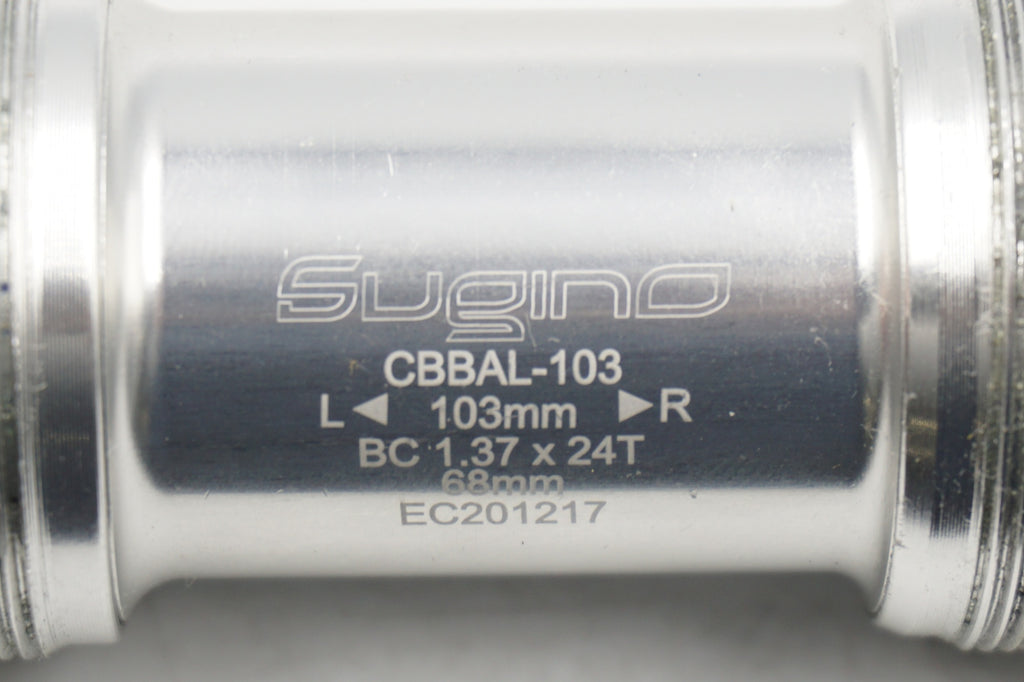 Sugino
CBBAL-103
L ◀ 103mm ▶ R
BC 1.37 x 24T
68mm
EC201217